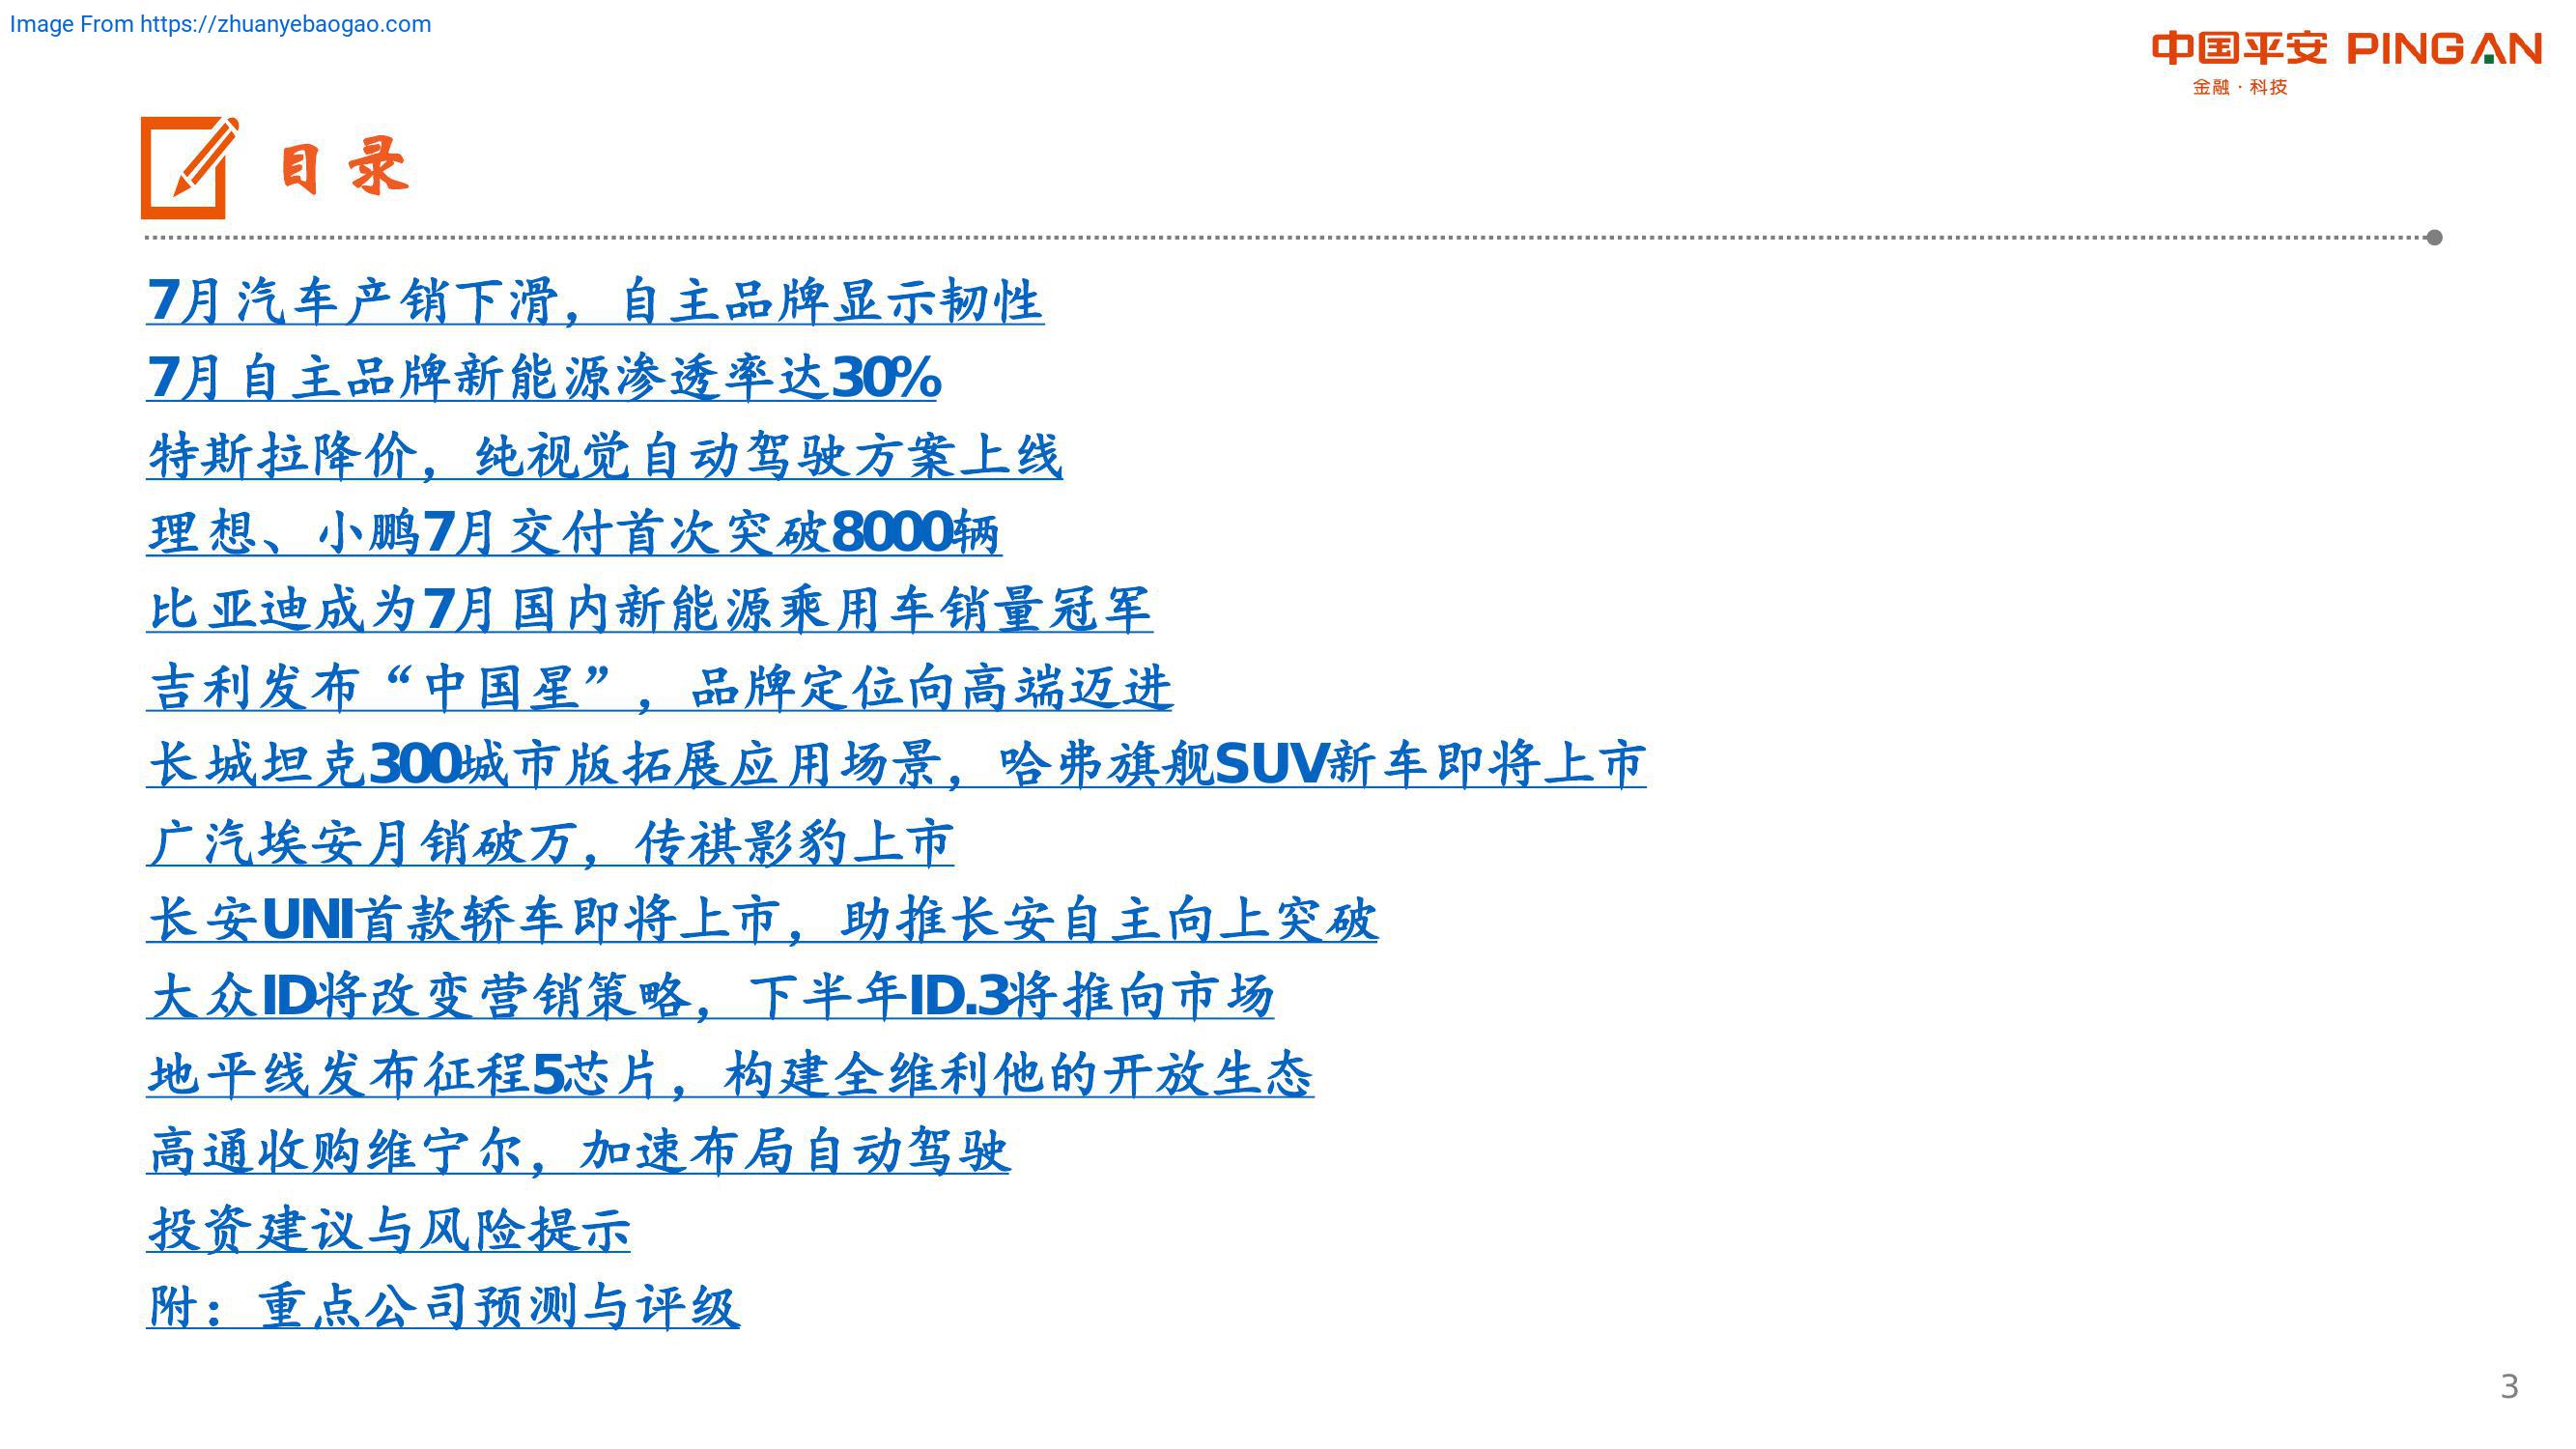 Image From https://zhuanyebaogao.com
中国平安 PINGAN
金融·科技
目录
7月汽车产销下滑，自主品牌显示韧性
7月自主品牌新能源渗透率达30%
特斯拉降价，纯视觉自动驾驶方案上线
理想、小鹏7月交付首次突破8000辆
比亚迪成为7月国内新能源乘用车销量冠军
吉利发布“中国星”，品牌定位向高端迈进
长城坦克300城市版拓展应用场景，哈弗旗舰SUV新车即将上市
广汽埃安月销破万，传祺影豹上市
长安UNI首款轿车即将上市，助推长安自主向上突破
大众ID将改变营销策略，下半年ID.3将推向市场
地平线发布征程5芯片，构建全维利他的开放生态
高通收购维宁尔，加速布局自动驾驶
投资建议与风险提示
附：重点公司预测与评级
3